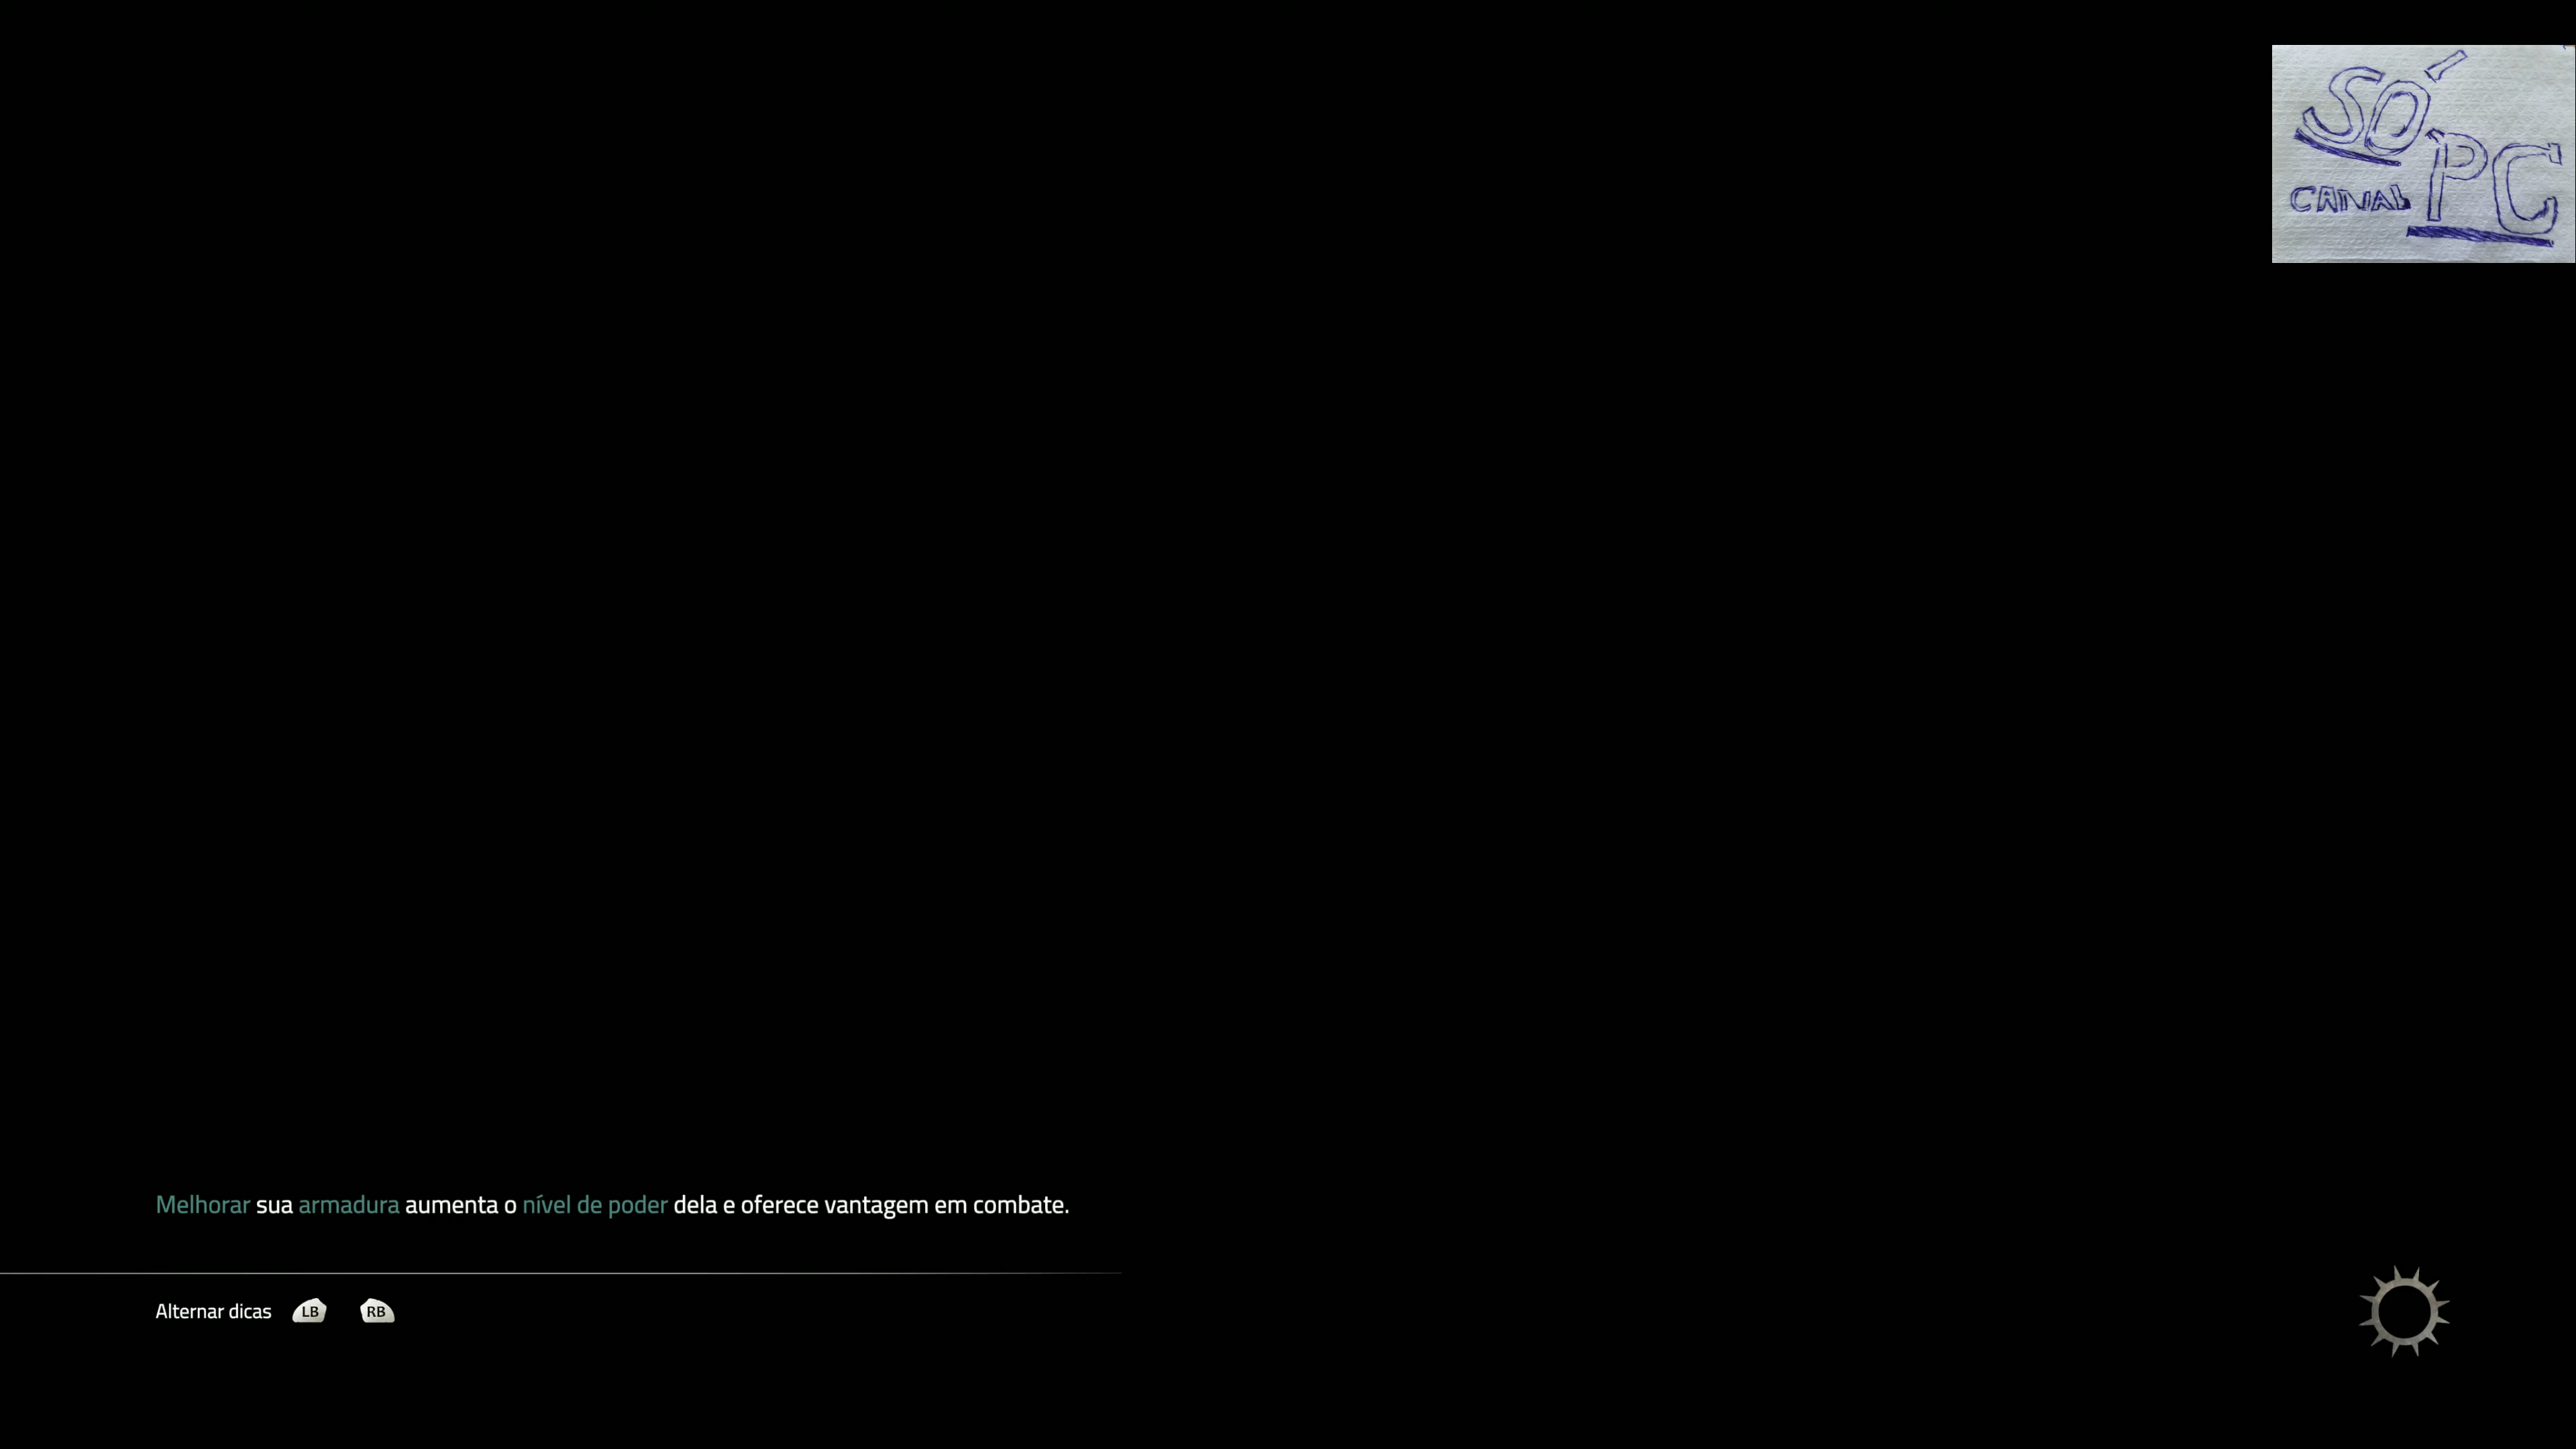 SÓ
PC
CANAL
Melhorar sua armadura aumenta o nível de poder dela e oferece vantagem em combate.
Alternar dicas LB RB